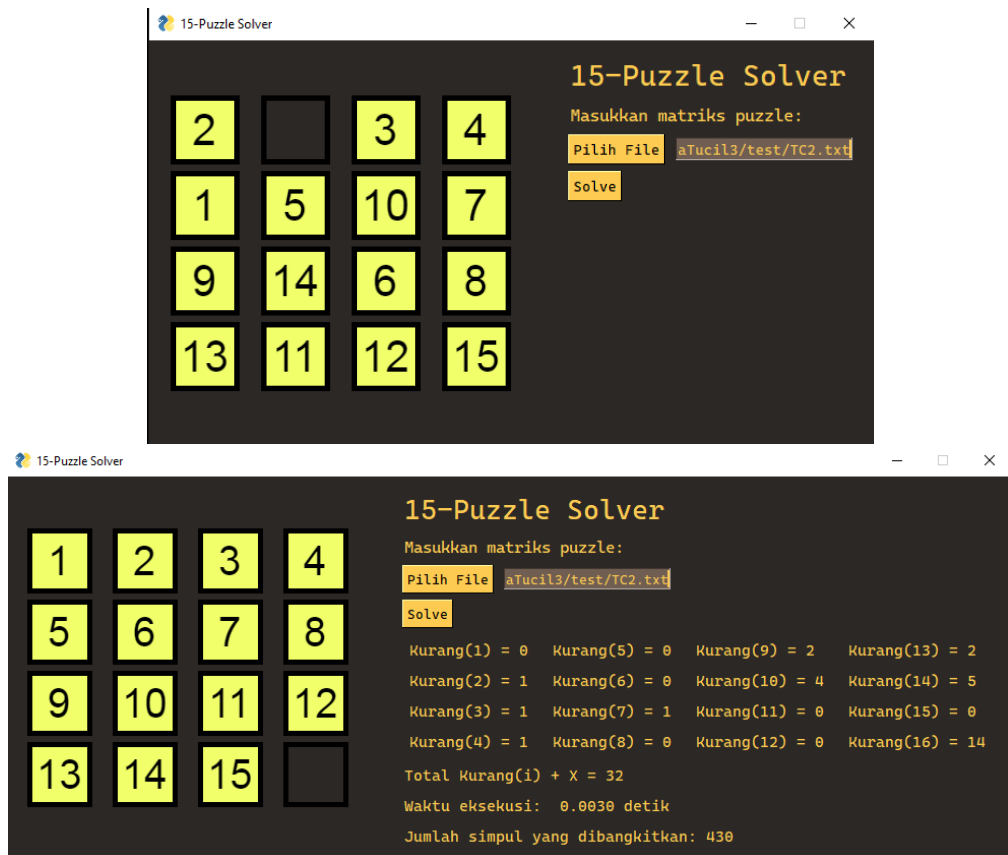 15-Puzzle Solver
15-Puzzle Solver
Masukkan matriks puzzle:
Pilih File aTucil3/test/TC2.txt
Solve
2 3 4
1 5 10 7
9 14 6 8
13 11 12 15
15-Puzzle Solver
15-Puzzle Solver
Masukkan matriks puzzle:
Pilih File aTucil3/test/TC2.txt
Solve
1 2 3 4
5 6 7 8
9 10 11 12
13 14 15
Kurang(1) = 0 Kurang(5) = 0 Kurang(9) = 2 Kurang(13) = 2
Kurang(2) = 1 Kurang(6) = 0 Kurang(10) = 4 Kurang(14) = 5
Kurang(3) = 1 Kurang(7) = 1 Kurang(11) = 0 Kurang(15) = 0
Kurang(4) = 1 Kurang(8) = 0 Kurang(12) = 0 Kurang(16) = 14
Total Kurang(i) + X = 32
Waktu eksekusi: 0.0030 detik
Jumlah simpul yang dibangkitkan: 430